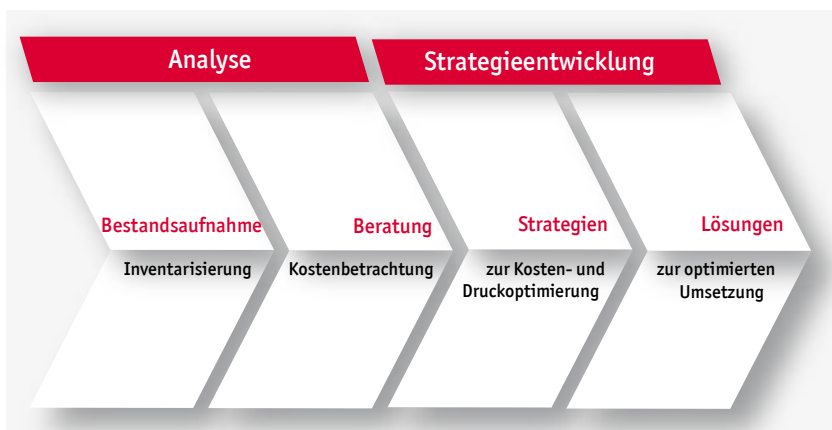 Analyse
Strategieentwicklung
Bestandsaufnahme
Beratung
Strategien
Lösungen
Inventarisierung
Kostenbetrachtung
zur Kosten- und
Druckoptimierung
zur optimierten
Umsetzung